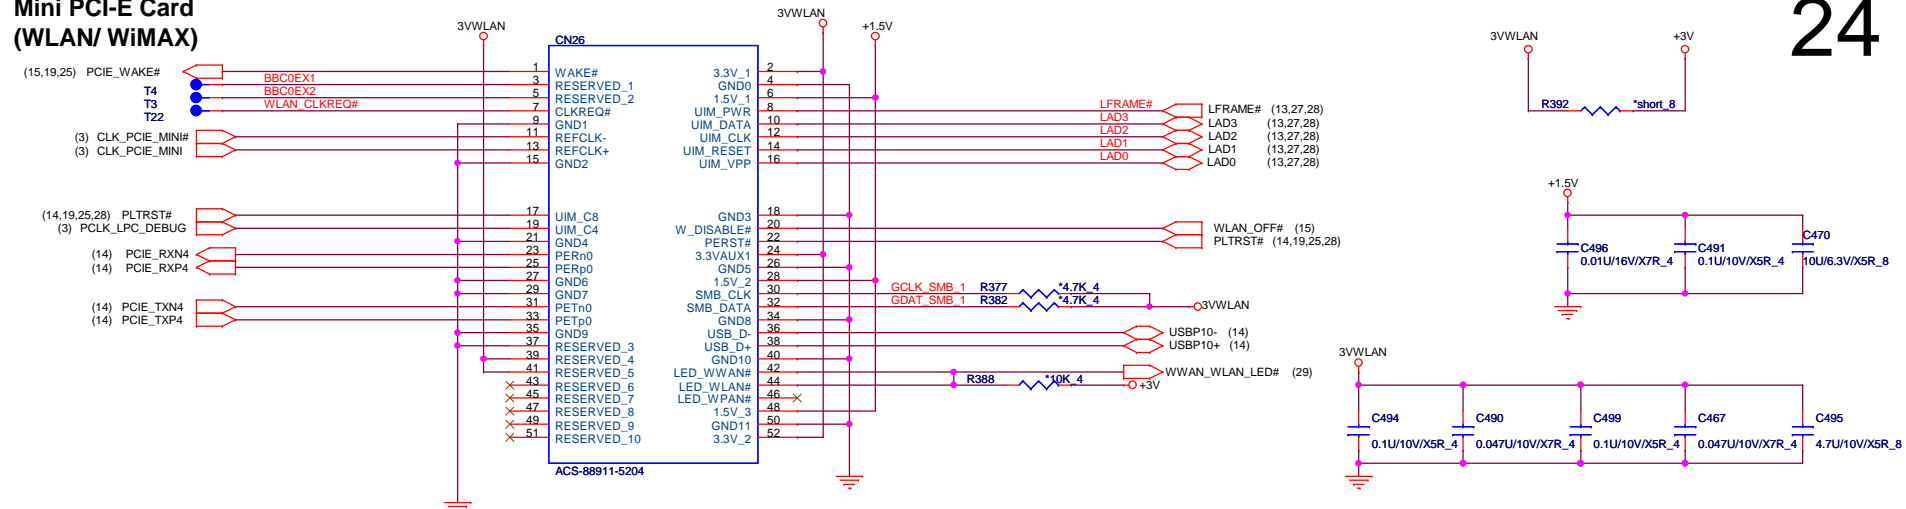 Mini PCI-E Card
(WLAN/ WiMAX)
24
3VWLAN
3VWLAN
+1.5V
3VWLAN
+3V
CN26
(15,19,25) PCIE_WAKE#
1 WAKE#
3.3V_1 2
BBC0EX1
3 RESERVED_1
GND0 4
T4
BBC0EX2
5 RESERVED_2
1.5V_1 6
T3
WLAN_CLKREQ#
7 CLKREQ#
UIM_PWR 8
LFRAME#
LFRAME# (13,27,28)
R392
*short_8
T22
9 GND1
UIM_DATA 10
LAD3
LAD3 (13,27,28)
(3) CLK_PCIE_MINI#
11 REFCLK-
UIM_CLK 12
LAD2
LAD2 (13,27,28)
(3) CLK_PCIE_MINI
13 REFCLK+
UIM_RESET 14
LAD1
LAD1 (13,27,28)
15 GND2
UIM_VPP 16
LAD0
LAD0 (13,27,28)
+1.5V
(14,19,25,28) PLTRST#
17 UIM_C8
GND3 18
(3) PCLK_LPC_DEBUG
19 UIM_C4
W_DISABLE# 20
WLAN_OFF# (15)
21 GND4
PERST# 22
PLTRST# (14,19,25,28)
(14) PCIE_RXN4
23 PERn0
3.3VAUX1 24
(14) PCIE_RXP4
25 PERp0
GND5 26
C496
0.01U/16V/X7R_4
C491
0.1U/10V/X5R_4
C470
10U/6.3V/X5R_8
27 GND6
1.5V_2 28
29 GND7
SMB_CLK 30
GCLK_SMB_1
R377
*4.7K_4
(14) PCIE_TXN4
31 PETn0
SMB_DATA 32
GDAT_SMB_1
R382
*4.7K_4
3VWLAN
(14) PCIE_TXP4
33 PETp0
GND8 34
35 GND9
USB_D- 36
USBP10- (14)
37 RESERVED_3
USB_D+ 38
USBP10+ (14)
39 RESERVED_4
GND10 40
3VWLAN
41 RESERVED_5
LED_WWAN# 42
WWAN_WLAN_LED# (29)
43 RESERVED_6
LED_WLAN# 44
R388
*10K_4
+3V
45 RESERVED_7
LED_WPAN# 46
47 RESERVED_8
1.5V_3 48
49 RESERVED_9
GND11 50
51 RESERVED_10
3.3V_2 52
C494
0.1U/10V/X5R_4
C490
0.047U/10V/X7R_4
C499
0.1U/10V/X5R_4
C467
0.047U/10V/X7R_4
C495
4.7U/10V/X5R_8
ACS-88911-5204